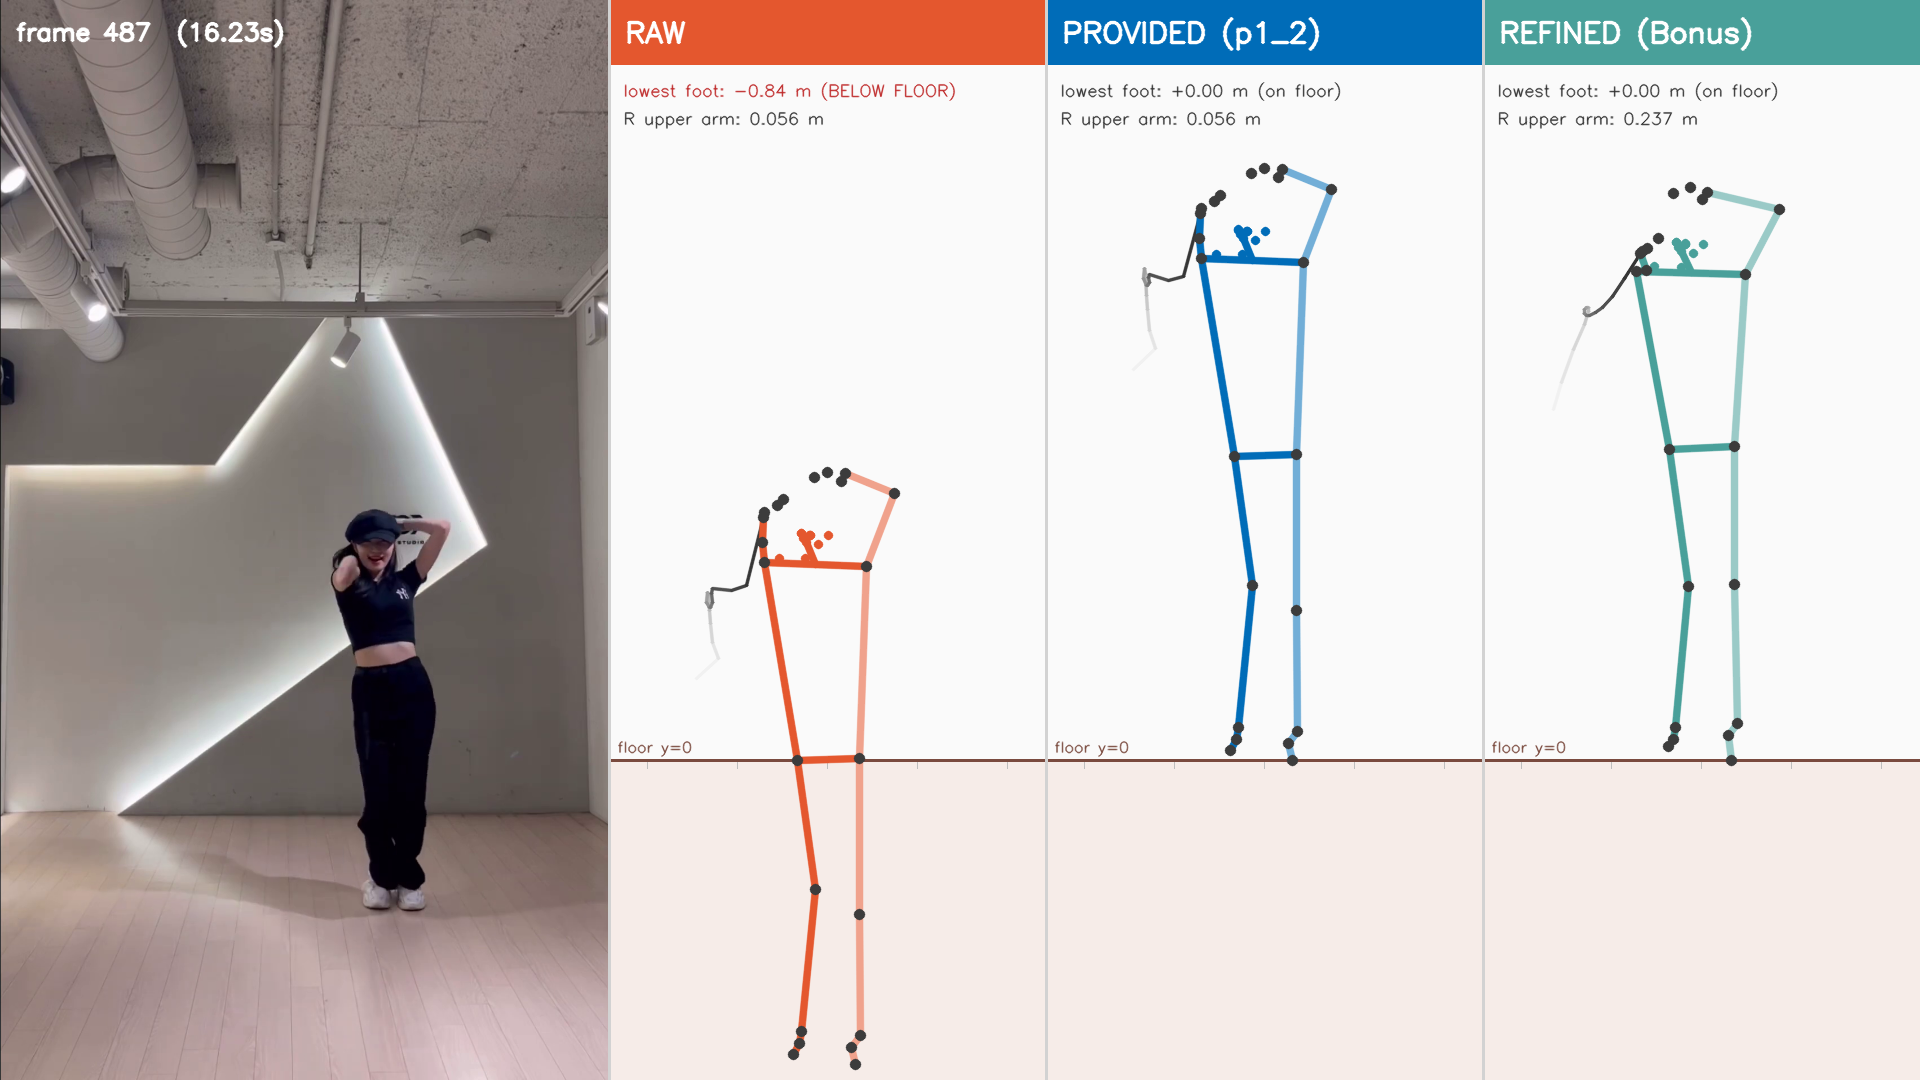 frame 487 (16.23s)
RAW
lowest foot: −0.84 m (BELOW FLOOR)
R upper arm: 0.056 m
floor y=0
PROVIDED (p1_2)
lowest foot: +0.00 m (on floor)
R upper arm: 0.056 m
floor y=0
REFINED (Bonus)
lowest foot: +0.00 m (on floor)
R upper arm: 0.237 m
floor y=0
STUDIO